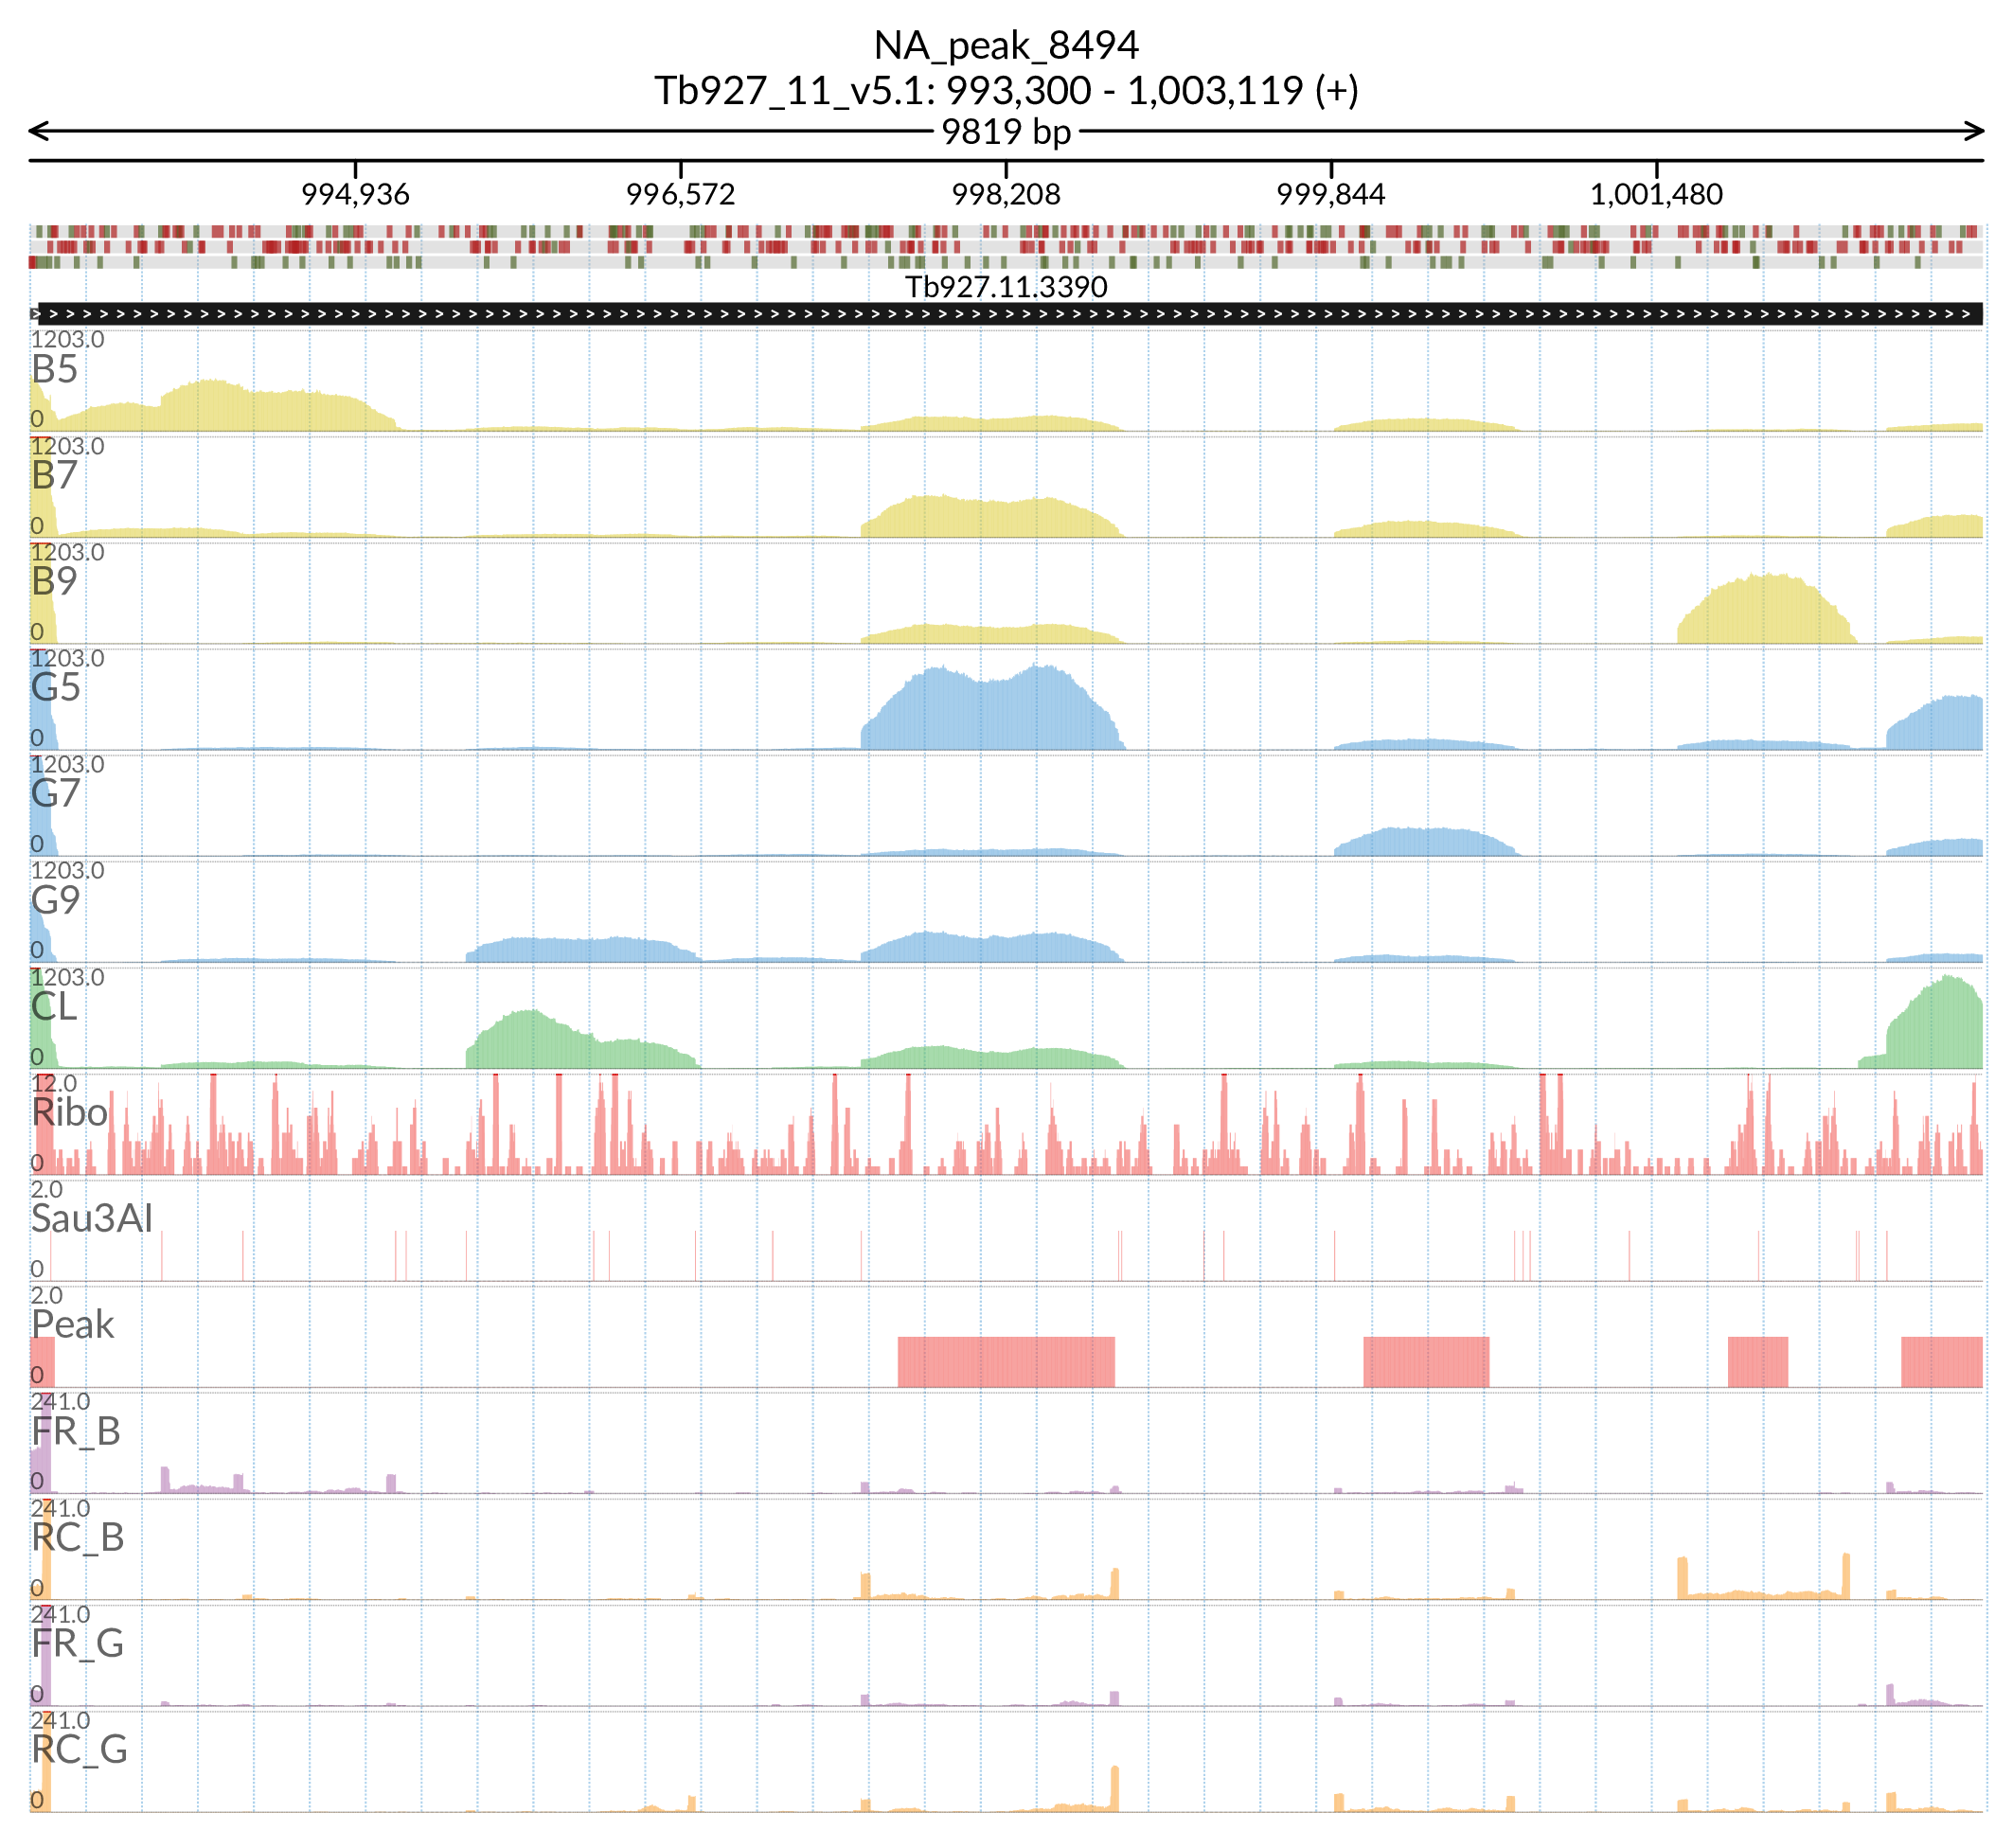 NA_peak_8494
Tb927_11_v5.1: 993,300 - 1,003,119 (+)
9819 bp
994,936 996,572 998,208 999,844 1,001,480
Tb927.11.3390
1203.0
B5
0
1203.0
B7
0
1203.0
B9
0
1203.0
G5
0
1203.0
G7
0
1203.0
G9
0
1203.0
CL
0
12.0
Ribo
0
2.0
Sau3AI
0
2.0
Peak
0
241.0
FR_B
0
241.0
RC_B
0
241.0
FR_G
0
241.0
RC_G
0